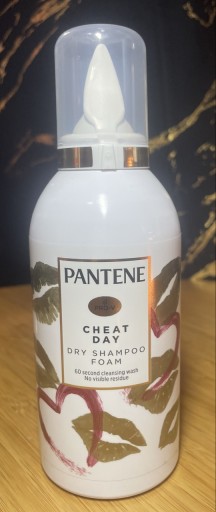 PANTENE
CHEAT
DAY
DRY SHAMPOO
FOAM
60 second cleansing wash
No visible residue